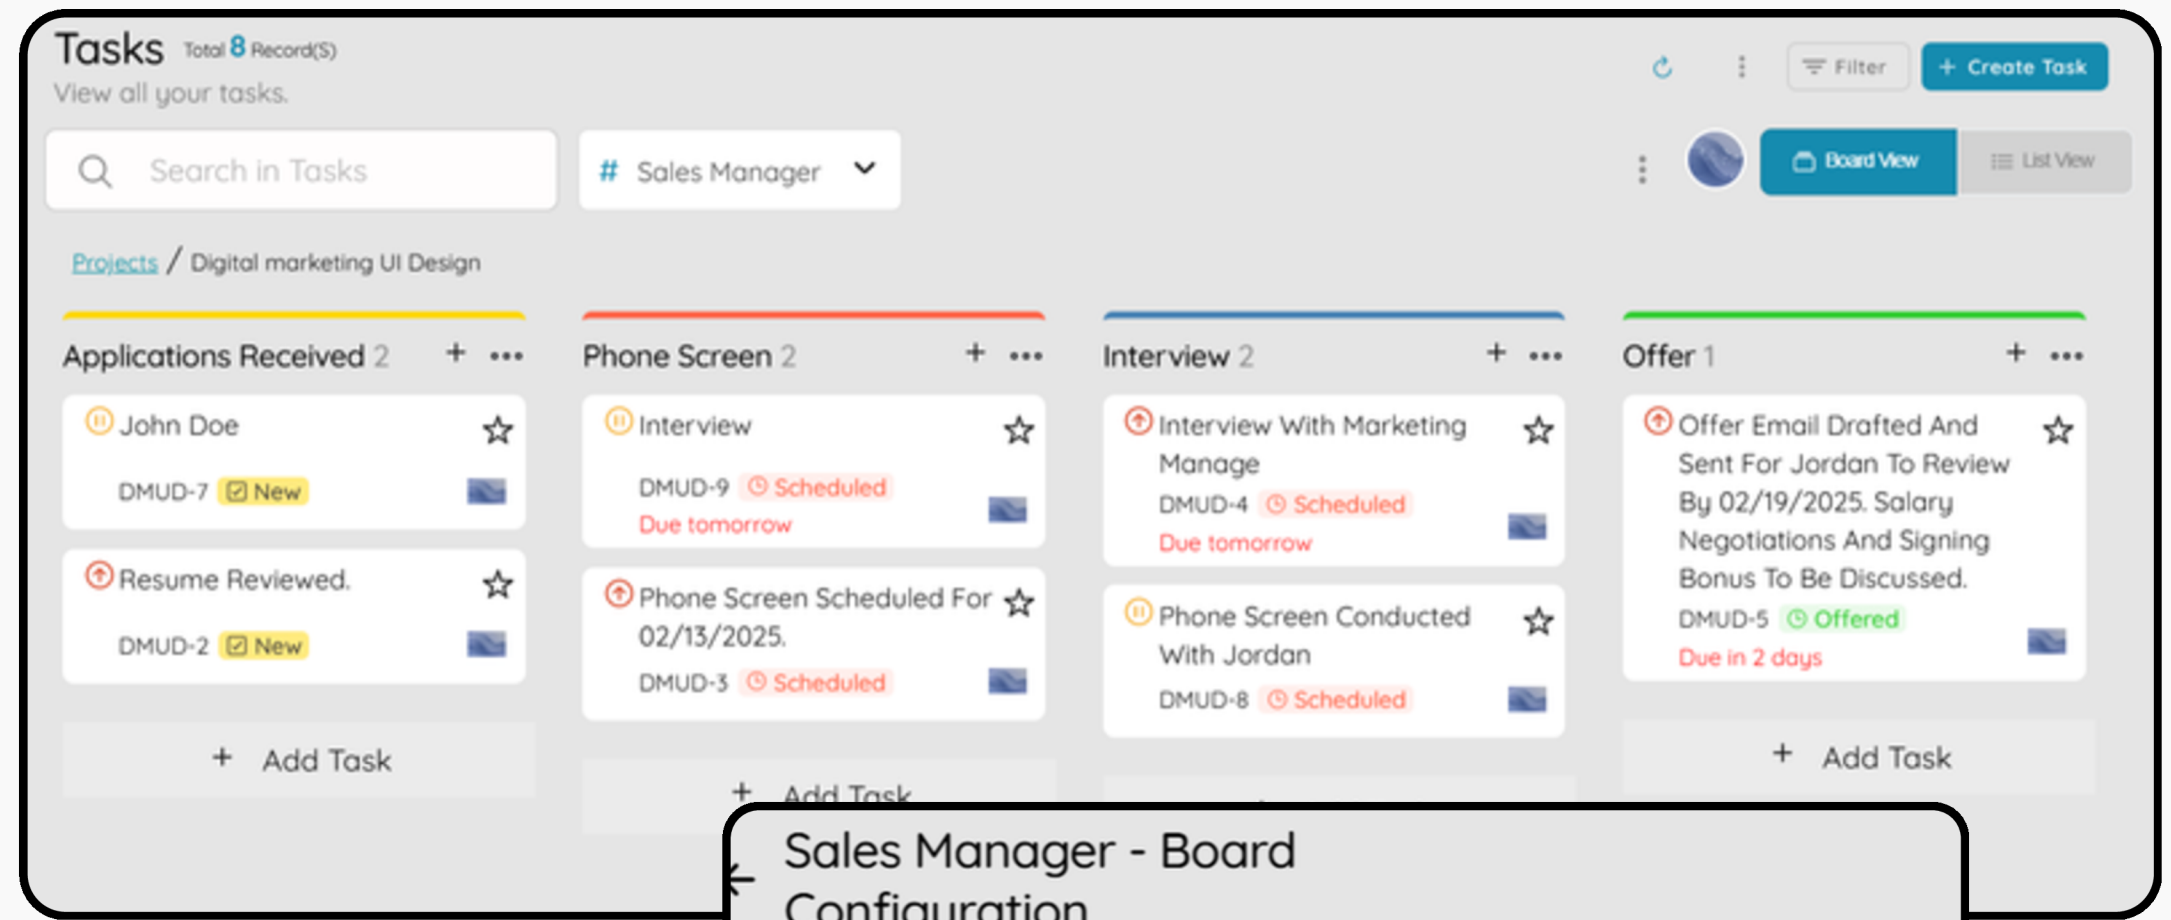 Tasks Total 8 Record(S)
View all your tasks.
Filter
+ Create Task
Search in Tasks
# Sales Manager
Board View
List View
Projects / Digital marketing UI Design
Applications Received 2 + •••
John Doe
DMUD-7 New
Resume Reviewed.
DMUD-2 New
+ Add Task
Phone Screen 2 + •••
Interview
DMUD-9 Scheduled
Due tomorrow
Phone Screen Scheduled For
02/13/2025.
DMUD-3 Scheduled
+ Add Task
Interview 2 + •••
Interview With Marketing
Manage
DMUD-4 Scheduled
Due tomorrow
Phone Screen Conducted
With Jordan
DMUD-8 Scheduled
Offer 1 + •••
Offer Email Drafted And
Sent For Jordan To Review
By 02/19/2025. Salary
Negotiations And Signing
Bonus To Be Discussed.
DMUD-5 Offered
Due in 2 days
+ Add Task
Sales Manager - Board
Configuration